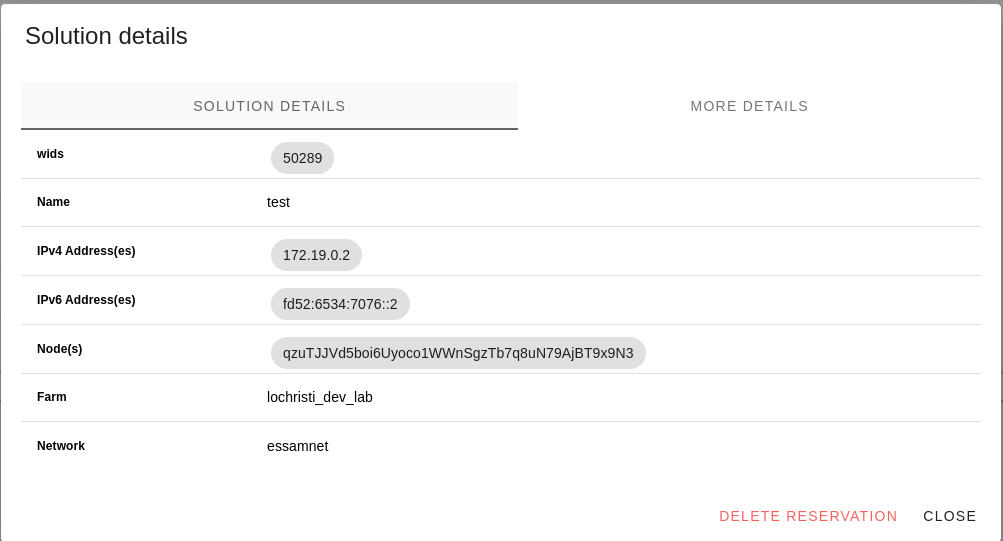 Solution details
SOLUTION DETAILS MORE DETAILS
wids 50289
Name test
IPv4 Address(es) 172.19.0.2
IPv6 Address(es) fd52:6534:7076::2
Node(s) qzuTJJVd5boi6Uyoco1WWnSgzTb7q8uN79AjBT9x9N3
Farm lochristi_dev_lab
Network essamnet
DELETE RESERVATION CLOSE